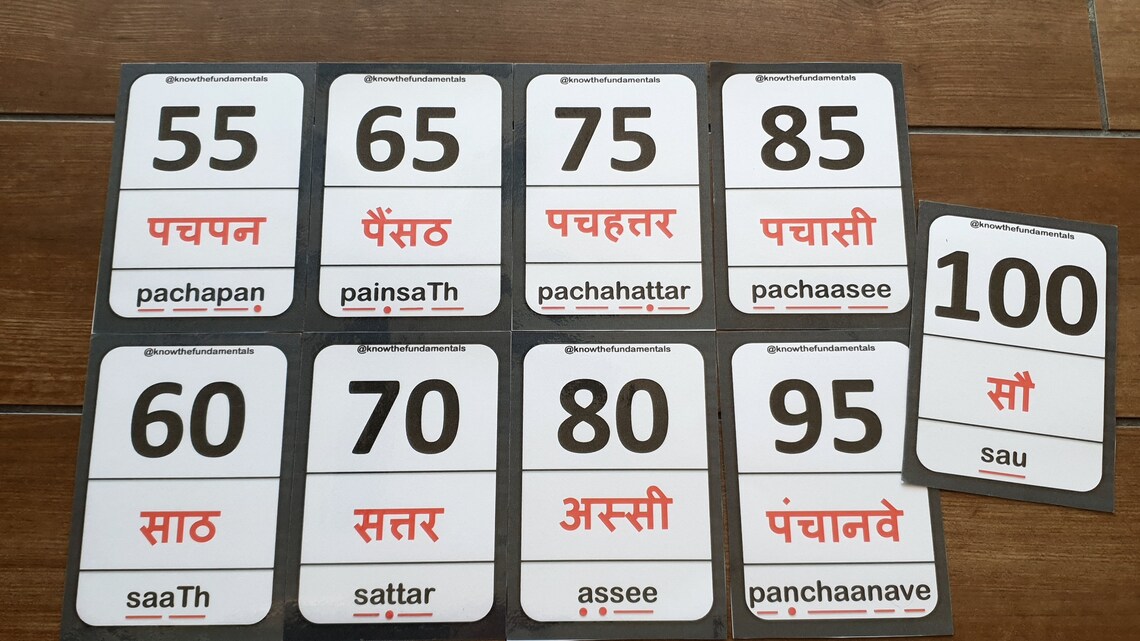 @knowthefundamentals
55
पचपन
pachapan
@knowthefundamentals
65
पैंसठ
painsaTh
@knowthefundamentals
75
पचहत्तर
pachahattar
@knowthefundamentals
85
पचासी
pachaasee
@knowthefundamentals
100
सौ
sau
@knowthefundamentals
60
साठ
saaTh
@knowthefundamentals
70
सत्तर
sattar
@knowthefundamentals
80
अस्सी
assee
@knowthefundamentals
95
पंचानवे
panchaanave